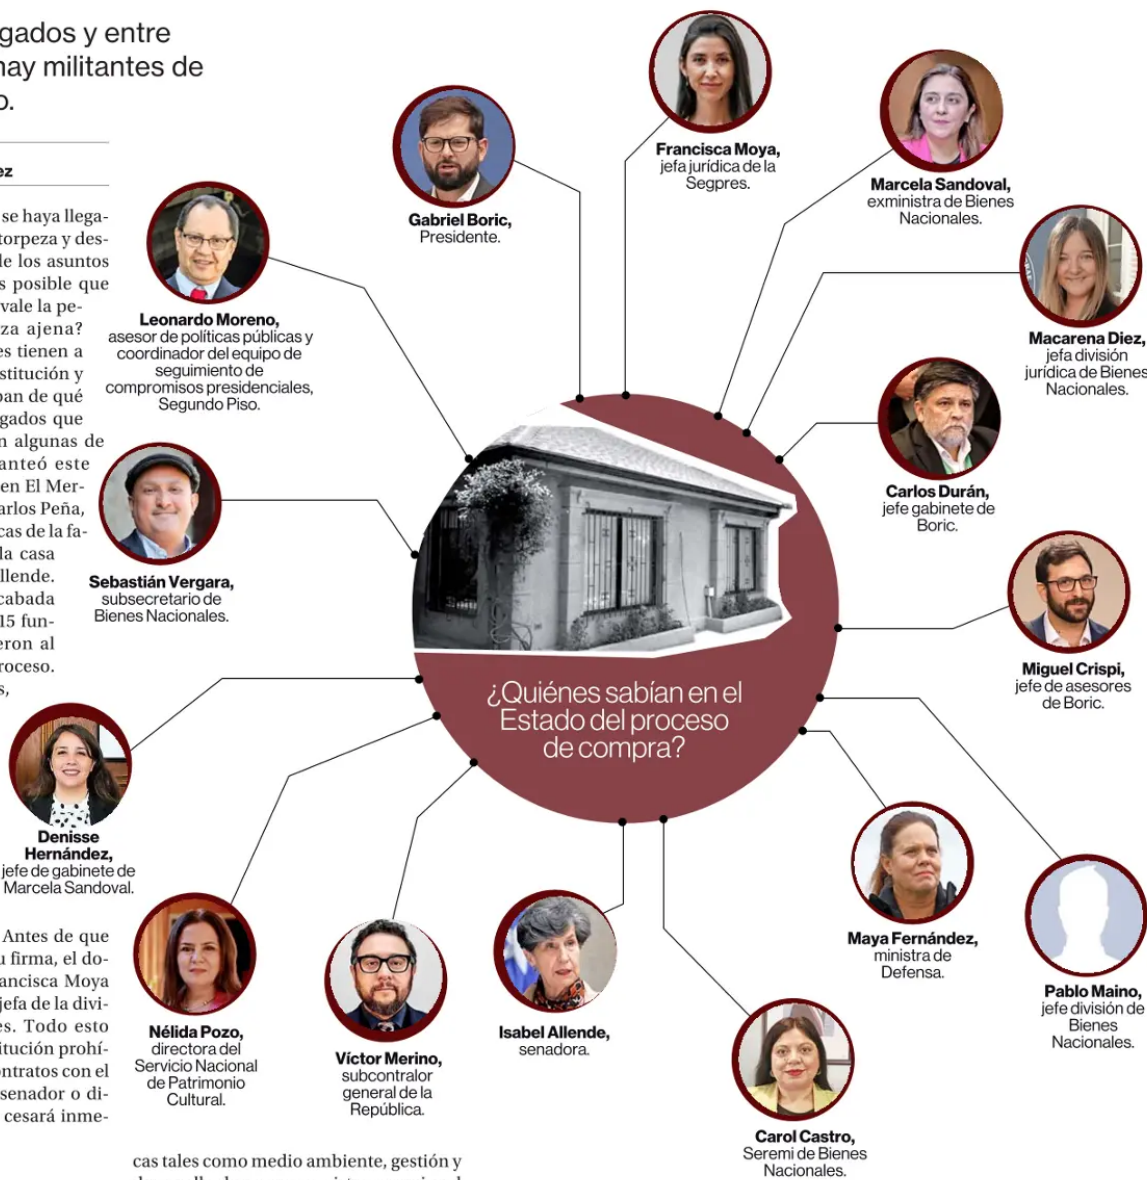 gados y entre
hay militantes de
o.
ez
se haya llega-
torpeza y des-
de los asuntos
s posible que
vale la pe-
za ajena?
es tienen a
stitución y
ban de qué
gados que
n algunas de
anteó este
en El Mer-
arlos Peña,
cas de la fa-
la casa
llende.
cabada
15 fun-
eron al
roceso.
s,
Antes de que
u firma, el do-
ancisca Moya
jefa de la divi-
es. Todo esto
titución prohí-
ontratos con el
senador o di-
cesará inme-
cas tales como medio ambiente, gestión y
Gabriel Boric,
Presidente.
Francisca Moya,
jefa jurídica de la
Segpres.
Marcela Sandoval,
exministra de Bienes
Nacionales.
Macarena Diez,
jefa división
jurídica de Bienes
Nacionales.
Leonardo Moreno,
asesor de políticas públicas y
coordinador del equipo de
seguimiento de
compromisos presidenciales,
Segundo Piso.
Carlos Durán,
jefe gabinete de
Boric.
Sebastián Vergara,
subsecretario de
Bienes Nacionales.
Miguel Crispi,
jefe de asesores
de Boric.
¿Quiénes sabían en el
Estado del proceso
de compra?
Denisse
Hernández,
jefe de gabinete de
Marcela Sandoval.
Maya Fernández,
ministra de
Defensa.
Pablo Maino,
jefe división de
Bienes
Nacionales.
Nélida Pozo,
directora del
Servicio Nacional
de Patrimonio
Cultural.
Víctor Merino,
subcontralor
general de la
República.
Isabel Allende,
senadora.
Carol Castro,
Seremi de Bienes
Nacionales.